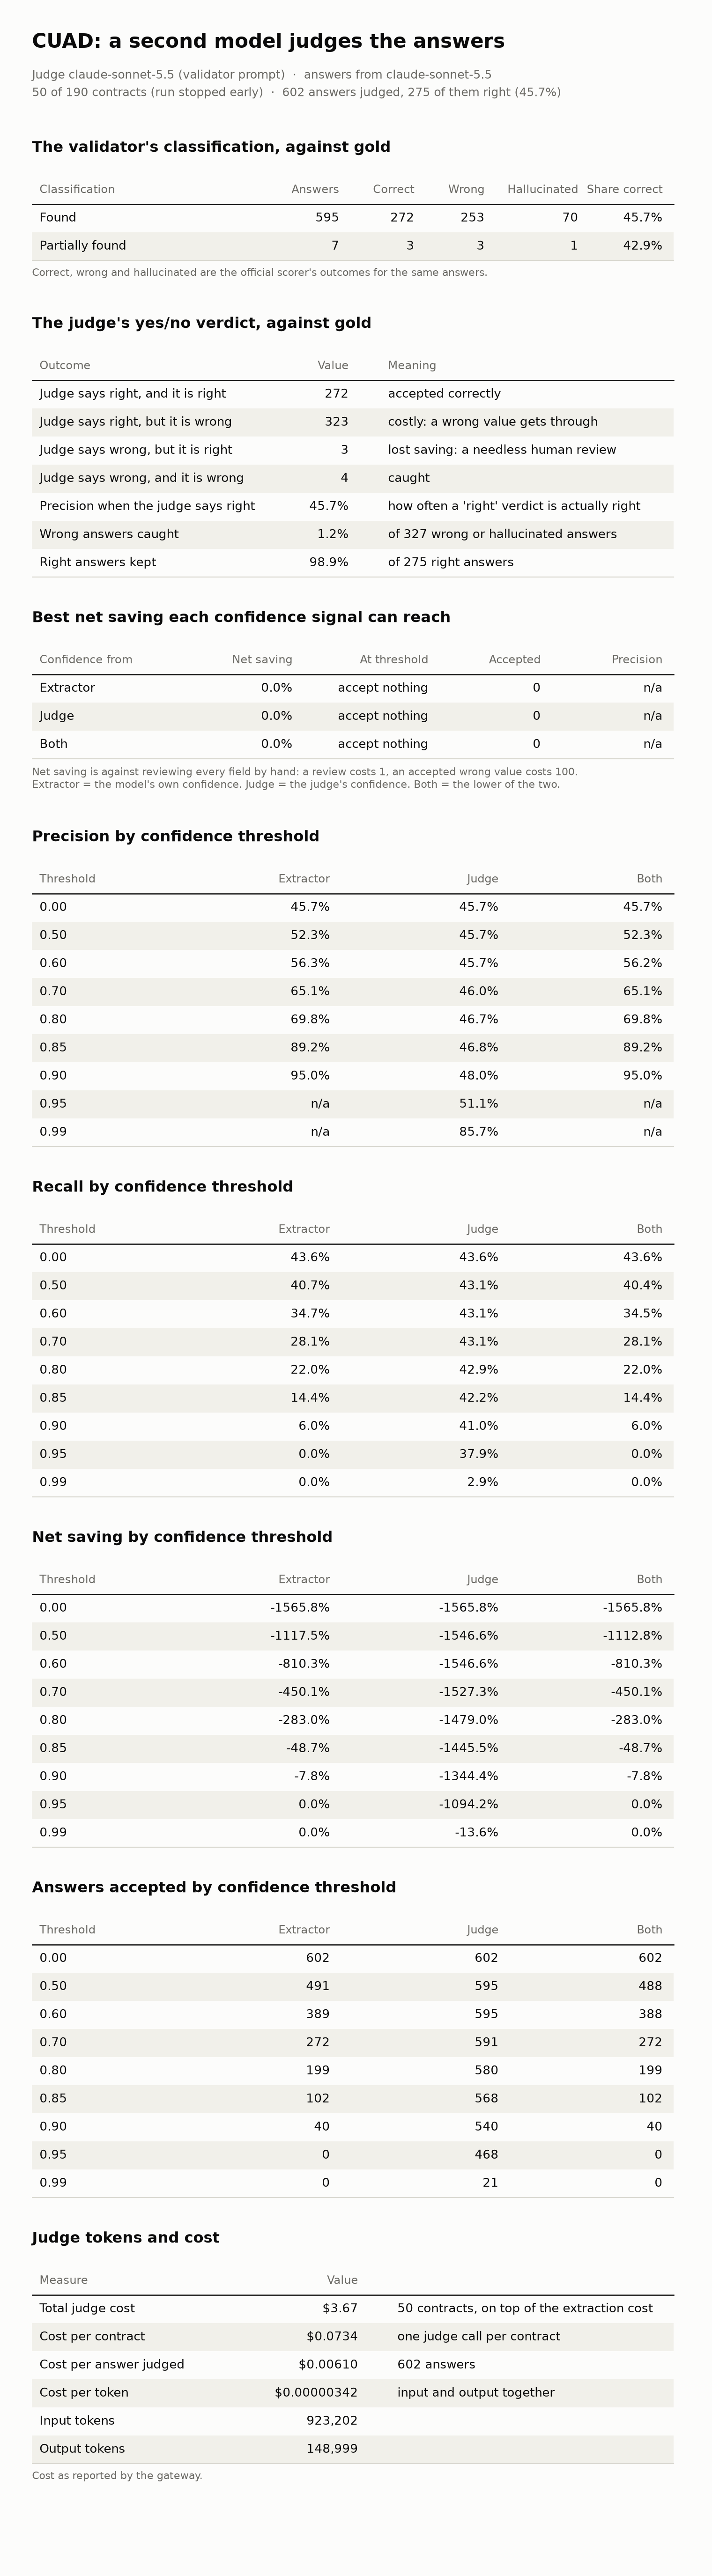 CUAD: a second model judges the answers
Judge claude-sonnet-5.5 (validator prompt) · answers from claude-sonnet-5.5
50 of 190 contracts (run stopped early) · 602 answers judged, 275 of them right (45.7%)
The validator's classification, against gold
Classification Answers Correct Wrong Hallucinated Share correct
Found 595 272 253 70 45.7%
Partially found 7 3 3 1 42.9%
Correct, wrong and hallucinated are the official scorer's outcomes for the same answers.
The judge's yes/no verdict, against gold
Outcome Value Meaning
Judge says right, and it is right 272 accepted correctly
Judge says right, but it is wrong 323 costly: a wrong value gets through
Judge says wrong, but it is right 3 lost saving: a needless human review
Judge says wrong, and it is wrong 4 caught
Precision when the judge says right 45.7% how often a 'right' verdict is actually right
Wrong answers caught 1.2% of 327 wrong or hallucinated answers
Right answers kept 98.9% of 275 right answers
Best net saving each confidence signal can reach
Confidence from Net saving At threshold Accepted Precision
Extractor 0.0% accept nothing 0 n/a
Judge 0.0% accept nothing 0 n/a
Both 0.0% accept nothing 0 n/a
Net saving is against reviewing every field by hand: a review costs 1, an accepted wrong value costs 100.
Extractor = the model's own confidence. Judge = the judge's confidence. Both = the lower of the two.
Precision by confidence threshold
Threshold Extractor Judge Both
0.00 45.7% 45.7% 45.7%
0.50 52.3% 45.7% 52.3%
0.60 56.3% 45.7% 56.2%
0.70 65.1% 46.0% 65.1%
0.80 69.8% 46.7% 69.8%
0.85 89.2% 46.8% 89.2%
0.90 95.0% 48.0% 95.0%
0.95 n/a 51.1% n/a
0.99 n/a 85.7% n/a
Recall by confidence threshold
Threshold Extractor Judge Both
0.00 43.6% 43.6% 43.6%
0.50 40.7% 43.1% 40.4%
0.60 34.7% 43.1% 34.5%
0.70 28.1% 43.1% 28.1%
0.80 22.0% 42.9% 22.0%
0.85 14.4% 42.2% 14.4%
0.90 6.0% 41.0% 6.0%
0.95 0.0% 37.9% 0.0%
0.99 0.0% 2.9% 0.0%
Net saving by confidence threshold
Threshold Extractor Judge Both
0.00 -1565.8% -1565.8% -1565.8%
0.50 -1117.5% -1546.6% -1112.8%
0.60 -810.3% -1546.6% -810.3%
0.70 -450.1% -1527.3% -450.1%
0.80 -283.0% -1479.0% -283.0%
0.85 -48.7% -1445.5% -48.7%
0.90 -7.8% -1344.4% -7.8%
0.95 0.0% -1094.2% 0.0%
0.99 0.0% -13.6% 0.0%
Answers accepted by confidence threshold
Threshold Extractor Judge Both
0.00 602 602 602
0.50 491 595 488
0.60 389 595 388
0.70 272 591 272
0.80 199 580 199
0.85 102 568 102
0.90 40 540 40
0.95 0 468 0
0.99 0 21 0
Judge tokens and cost
Measure Value
Total judge cost $3.67 50 contracts, on top of the extraction cost
Cost per contract $0.0734 one judge call per contract
Cost per answer judged $0.00610 602 answers
Cost per token $0.00000342 input and output together
Input tokens 923,202
Output tokens 148,999
Cost as reported by the gateway.